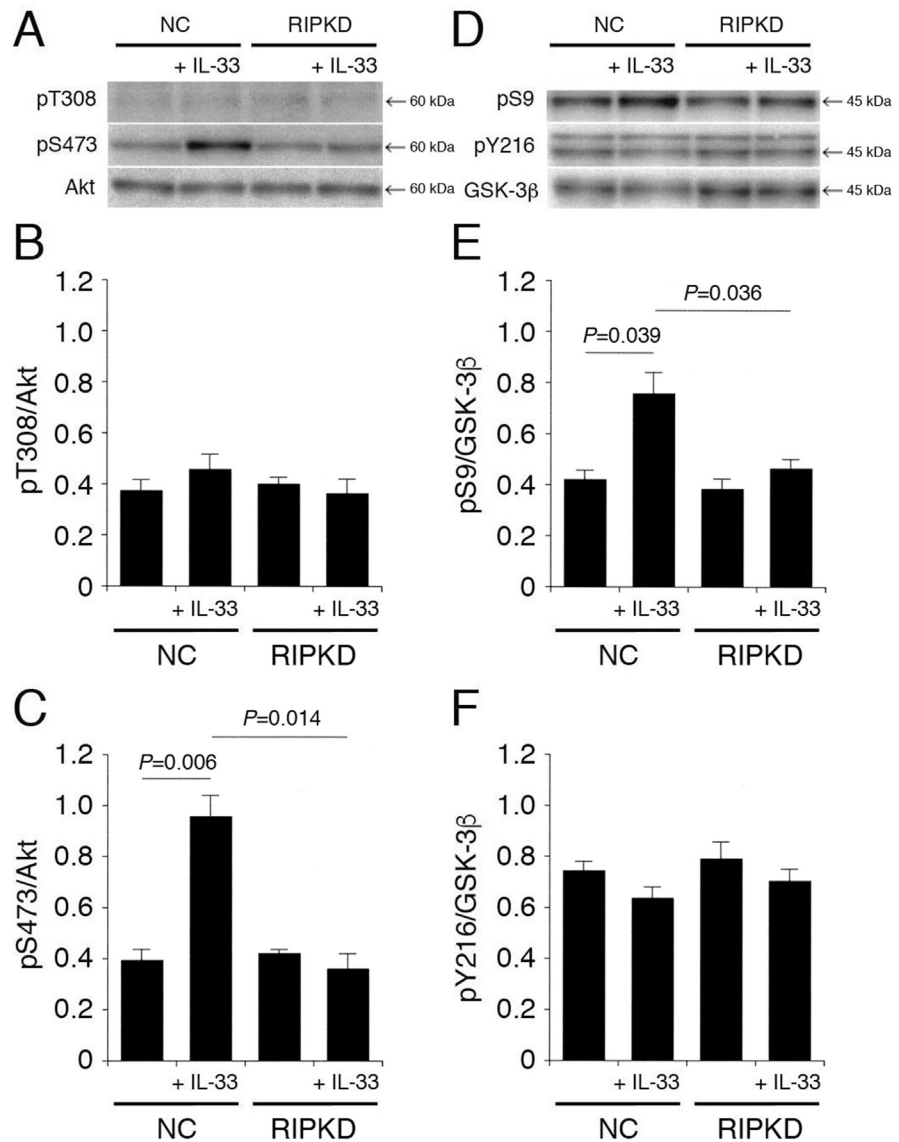 A
NC RIPKD
+ IL-33 + IL-33
pT308 ← 60 kDa
pS473 ← 60 kDa
Akt ← 60 kDa
D
NC RIPKD
+ IL-33 + IL-33
pS9 ← 45 kDa
pY216 ← 45 kDa
GSK-3β ← 45 kDa
B
pT308/Akt
1.2
1.0
0.8
0.6
0.4
0.2
0
+ IL-33 + IL-33
NC RIPKD
E
pS9/GSK-3β
1.2
1.0
0.8
0.6
0.4
0.2
0
P=0.036
P=0.039
+ IL-33 + IL-33
NC RIPKD
C
pS473/Akt
1.2
1.0
0.8
0.6
0.4
0.2
0
P=0.014
P=0.006
+ IL-33 + IL-33
NC RIPKD
F
pY216/GSK-3β
1.2
1.0
0.8
0.6
0.4
0.2
0
+ IL-33 + IL-33
NC RIPKD